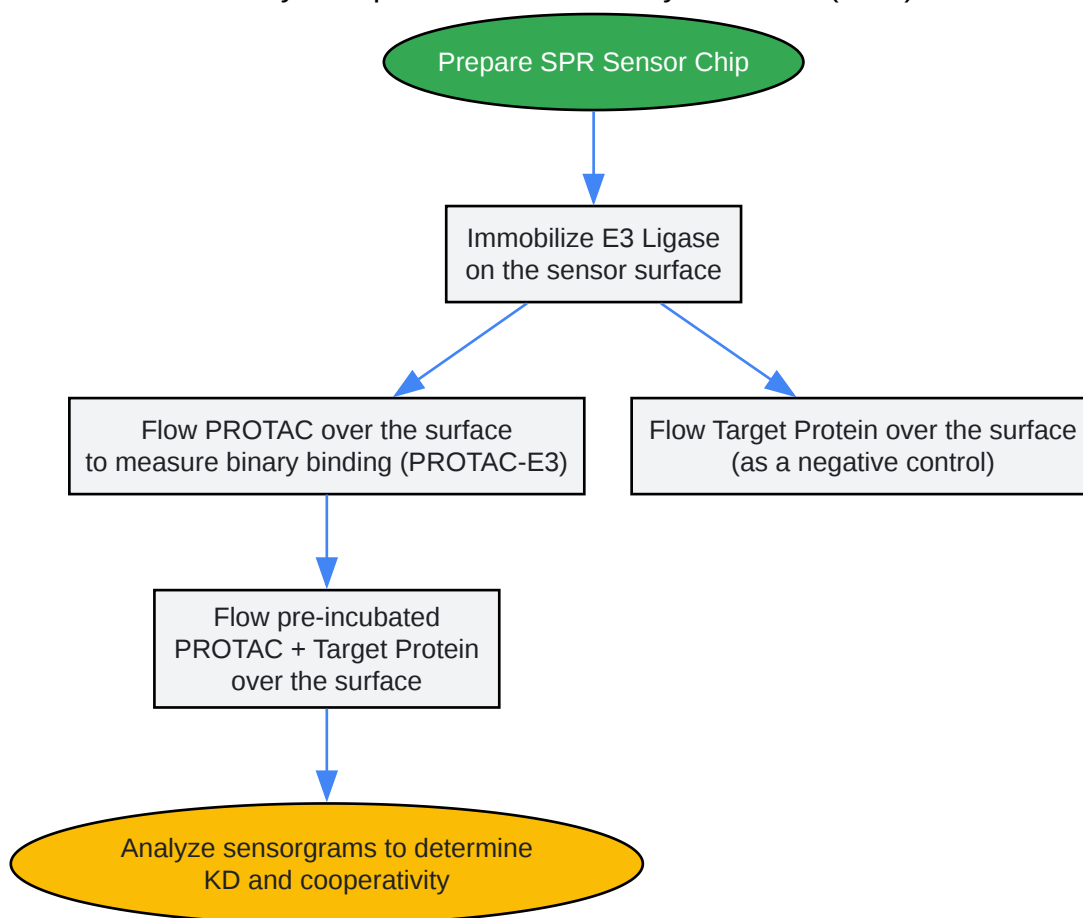 Prepare SPR Sensor Chip
Immobilize E3 Ligase
on the sensor surface
Flow PROTAC over the surface
to measure binary binding (PROTAC-E3)
Flow Target Protein over the surface
(as a negative control)
Flow pre-incubated
PROTAC + Target Protein
over the surface
Analyze sensorgrams to determine
KD and cooperativity